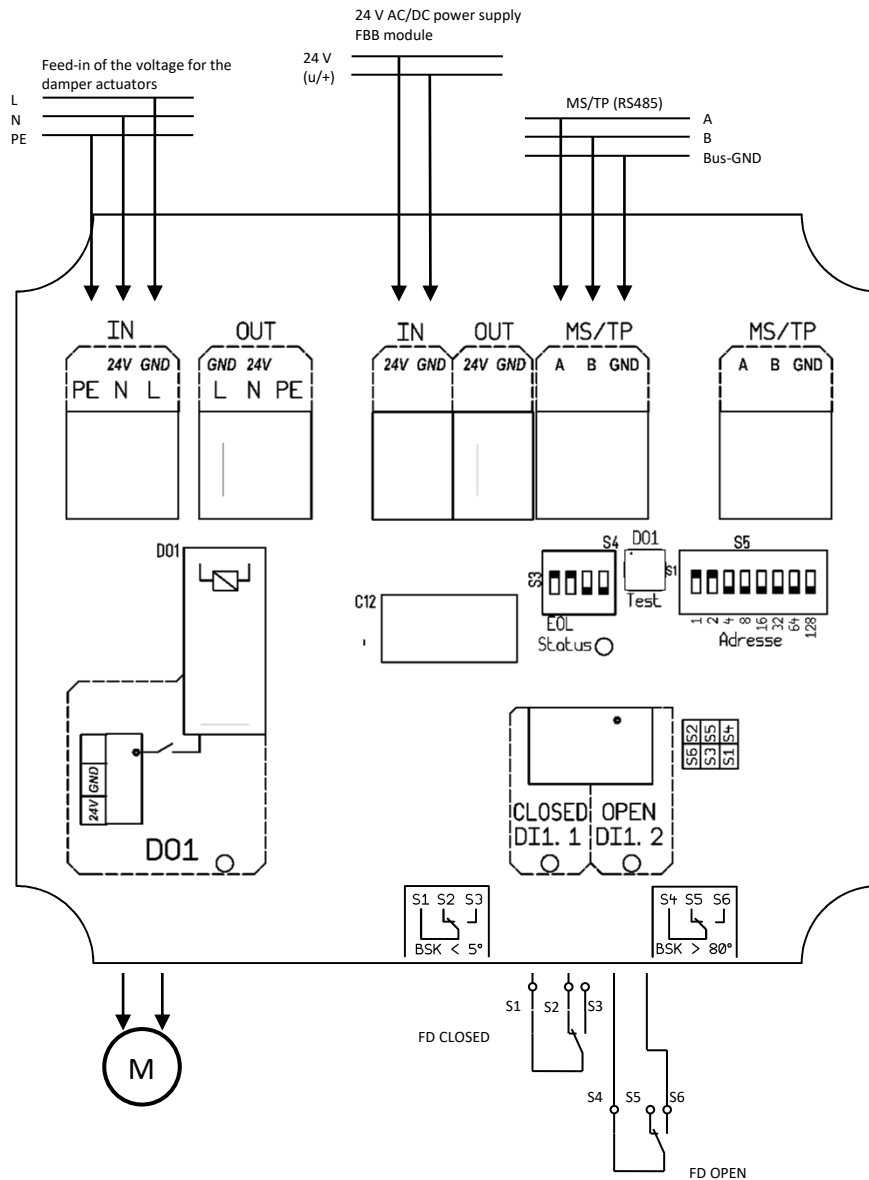 24 V AC/DC power supply
FBB module
24 V
(u/+)
Feed-in of the voltage for the
damper actuators
L
N
PE
MS/TP (RS485)
A
B
Bus-GND
IN
OUT
IN
OUT
MS/TP
MS/TP
24V GND
PE N L
GND 24V
L N PE
24V GND
24V GND
A B GND
A B GND
DO1
S3
S4
EOL
Status
DO1
Test
S1
S5
1 2 4 8 16 32 64 128
Adresse
C12
24V GND
DO1
CLOSED
DI1. 1
OPEN
DI1. 2
S2 S5 S4
S6 S3 S1
S1 S2 S3
BSK < 5°
S4 S5 S6
BSK > 80°
S1 S2 S3
FD CLOSED
M
S4 S5 S6
FD OPEN